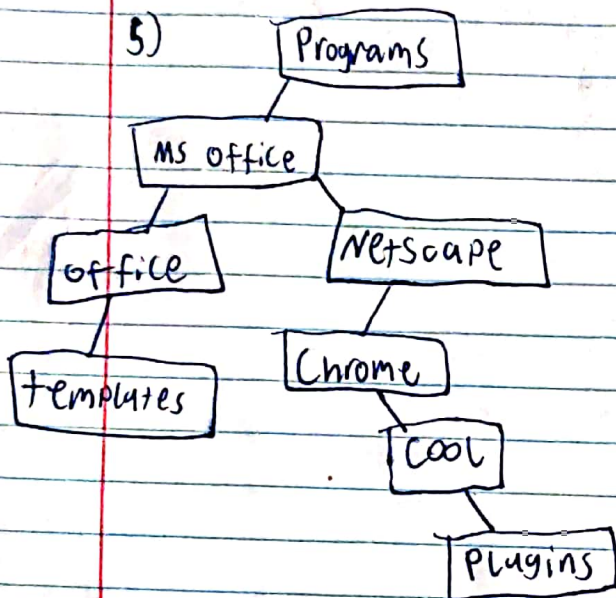 5)
Programs
MS office
office
Netscape
Chrome
templates
Cool
Plugins